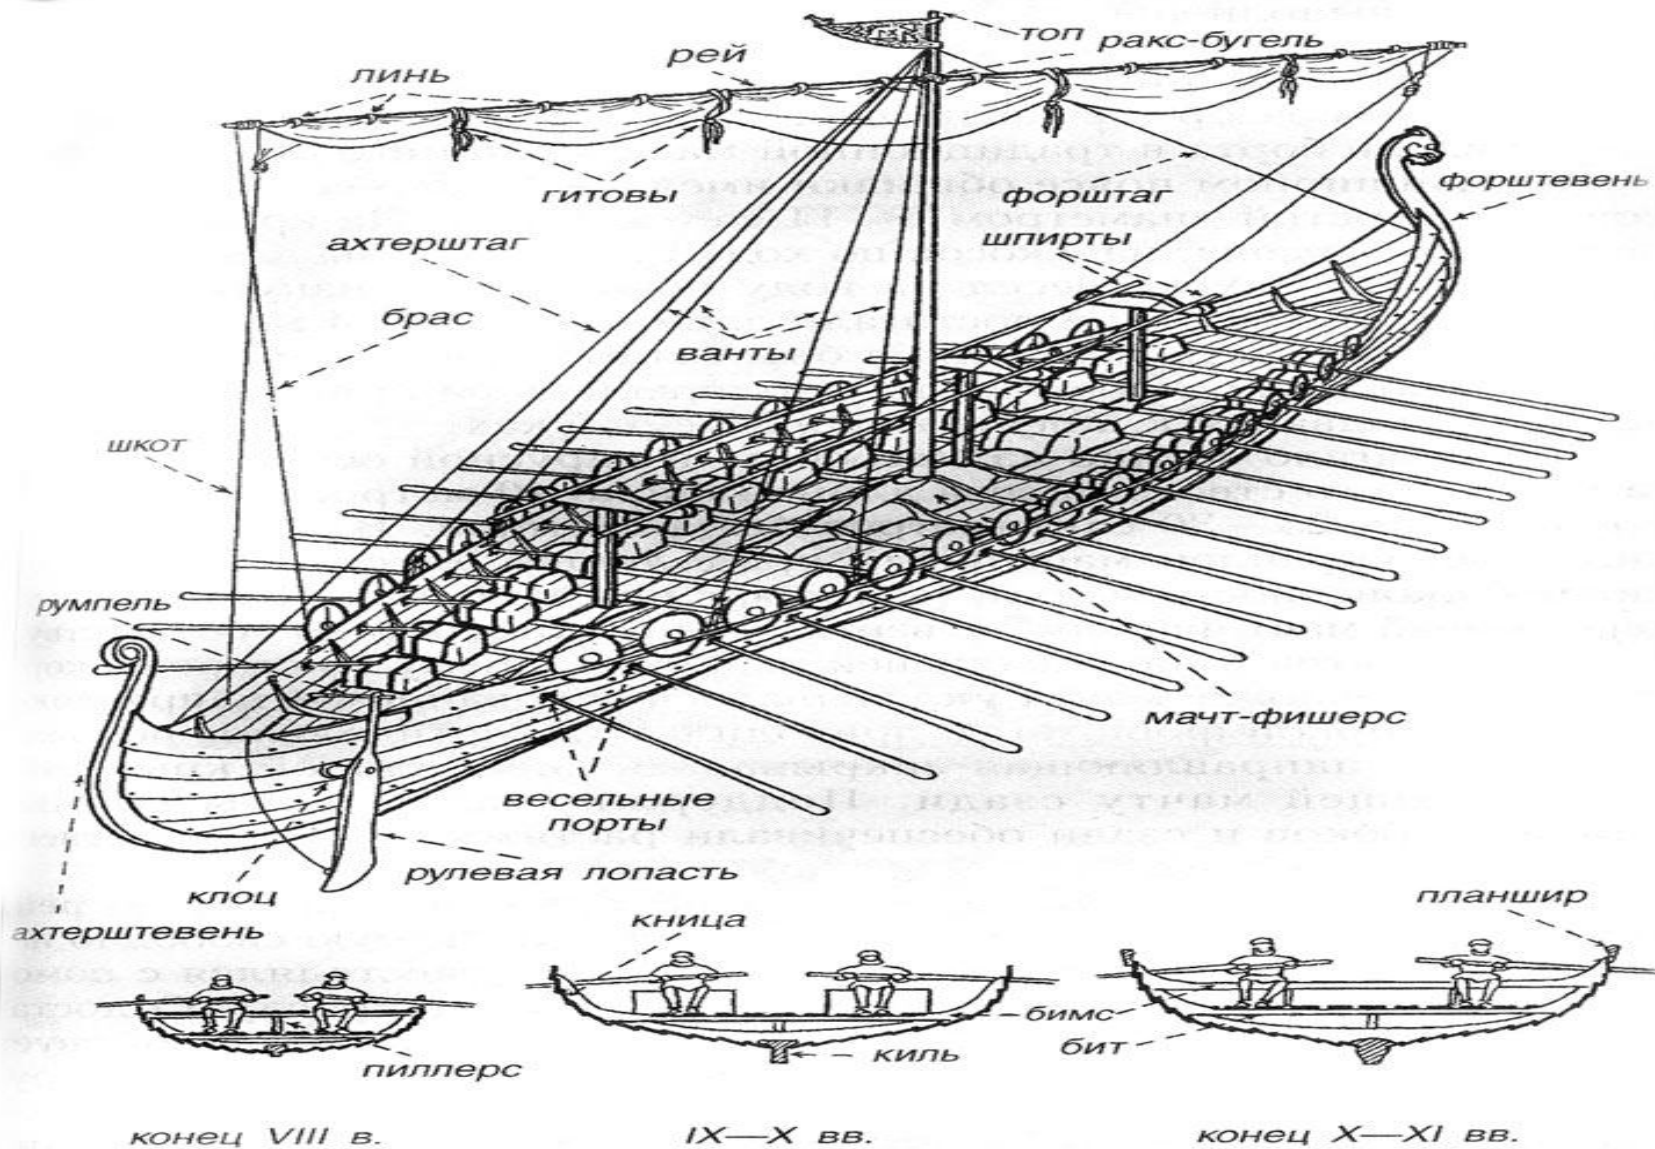 топ
ракс-бугель
рей
линь
гитовы
форштаг
форштевень
ахтерштаг
шпирты
брас
ванты
шкот
румпель
мачт-фишерс
весельные
порты
рулевая лопасть
клоц
ахтерштевень
кница
планшир
бимс
бит
киль
пиллерс
конец VIII в.
IX—X вв.
конец X—XI вв.